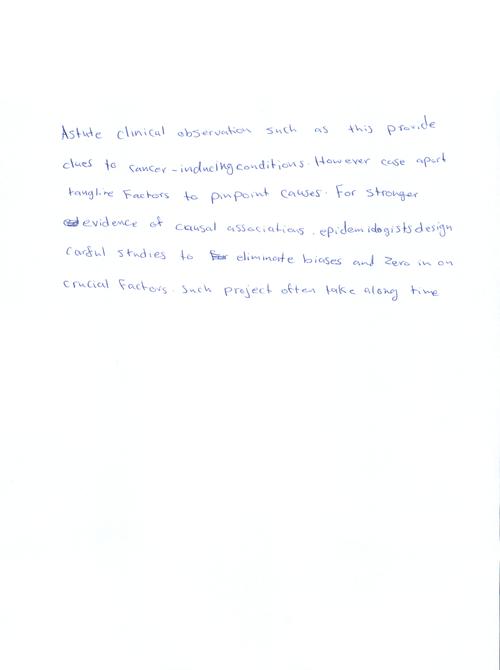 Astute clinical observation such as this provide
clues to cancer-inducing conditions. However case apart
factors to pinpoint causes. For stronger
evidence of causal associations, epidemiologists design
careful studies to eliminate biases and zero in on
crucial factors. Such project often take along time